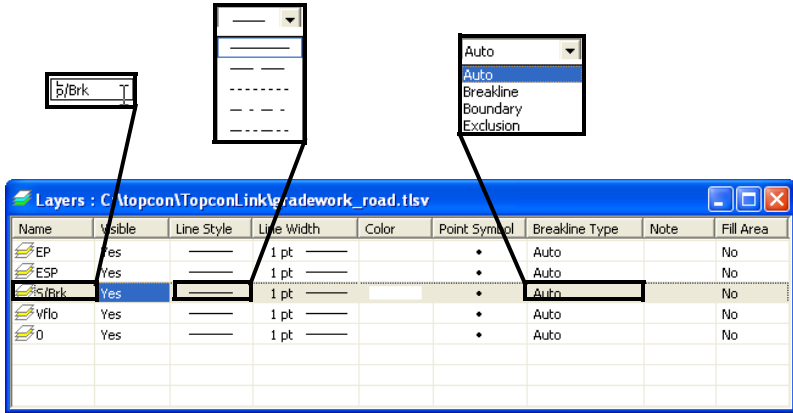 Auto
Auto
Breakline
Boundary
Exclusion
S/Brk
Layers : C:\topcon\TopconLink\gradework_road.tlsv
Name Visible Line Style Line Width Color Point Symbol Breakline Type Note Fill Area
EP Yes 1 pt Auto No
ESP Yes 1 pt Auto No
S/Brk Yes 1 pt Auto No
Vflo Yes 1 pt Auto No
0 Yes 1 pt Auto No